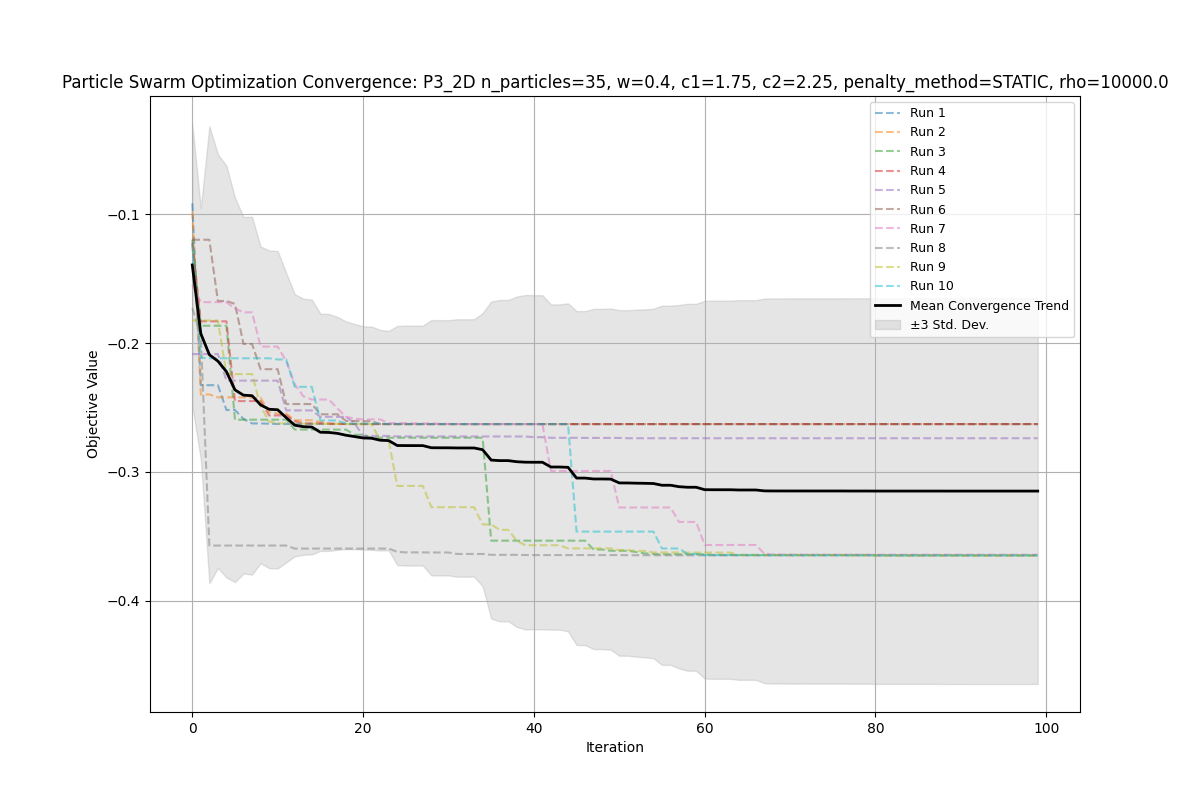 Particle Swarm Optimization Convergence: P3_2D n_particles=35, w=0.4, c1=1.75, c2=2.25, penalty_method=STATIC, rho=10000.0
Run 1
Run 2
Run 3
Run 4
Run 5
Run 6
Run 7
Run 8
Run 9
Run 10
Mean Convergence Trend
±3 Std. Dev.
Objective Value
−0.1
−0.2
−0.3
−0.4
0 20 40 60 80 100
Iteration